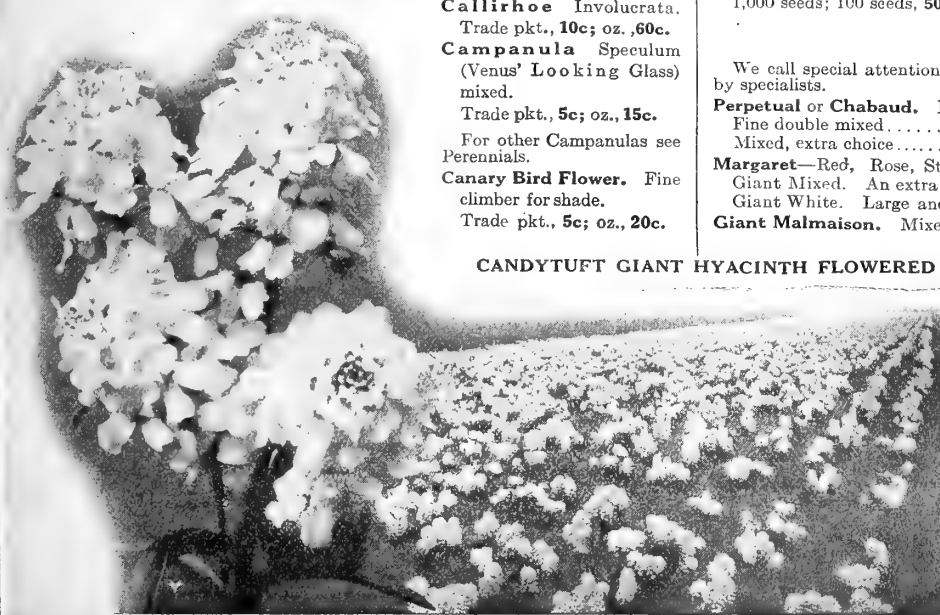 Callirhoe Involucrata.
Trade pkt., 10c; oz. ,60c.
Campanula Speculum
(Venus' Looking Glass)
mixed.
Trade pkt., 5c; oz., 15c.
For other Campanulas see
Perennials.
Canary Bird Flower. Fine
climber for shade.
Trade pkt., 5c; oz., 20c.
1,000 seeds; 100 seeds, 50
We call special attention
by specialists.
Perpetual or Chabaud.
Fine double mixed......
Mixed, extra choice.....
Margaret—Red, Rose, St
Giant Mixed. An extra
Giant White. Large and
Giant Malmaison. Mixe
CANDYTUFT GIANT HYACINTH FLOWERED